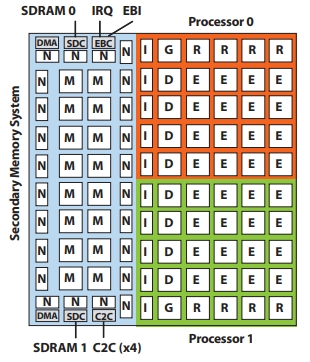 SDRAM 0 IRQ EBI Processor 0
DMA SDC EBC N I G R R R R
N N N
N M M I D E E E E
N M M I D E E E E
N M M I D E E E E
N M M I D E E E E
N M M I D E E E E
N M M I D E E E E
N M M I D E E E E
N M M I D E E E E
N N N N I G R R R R
DMA SDC C2C
SDRAM 1 C2C (x4) Processor 1
Secondary Memory System